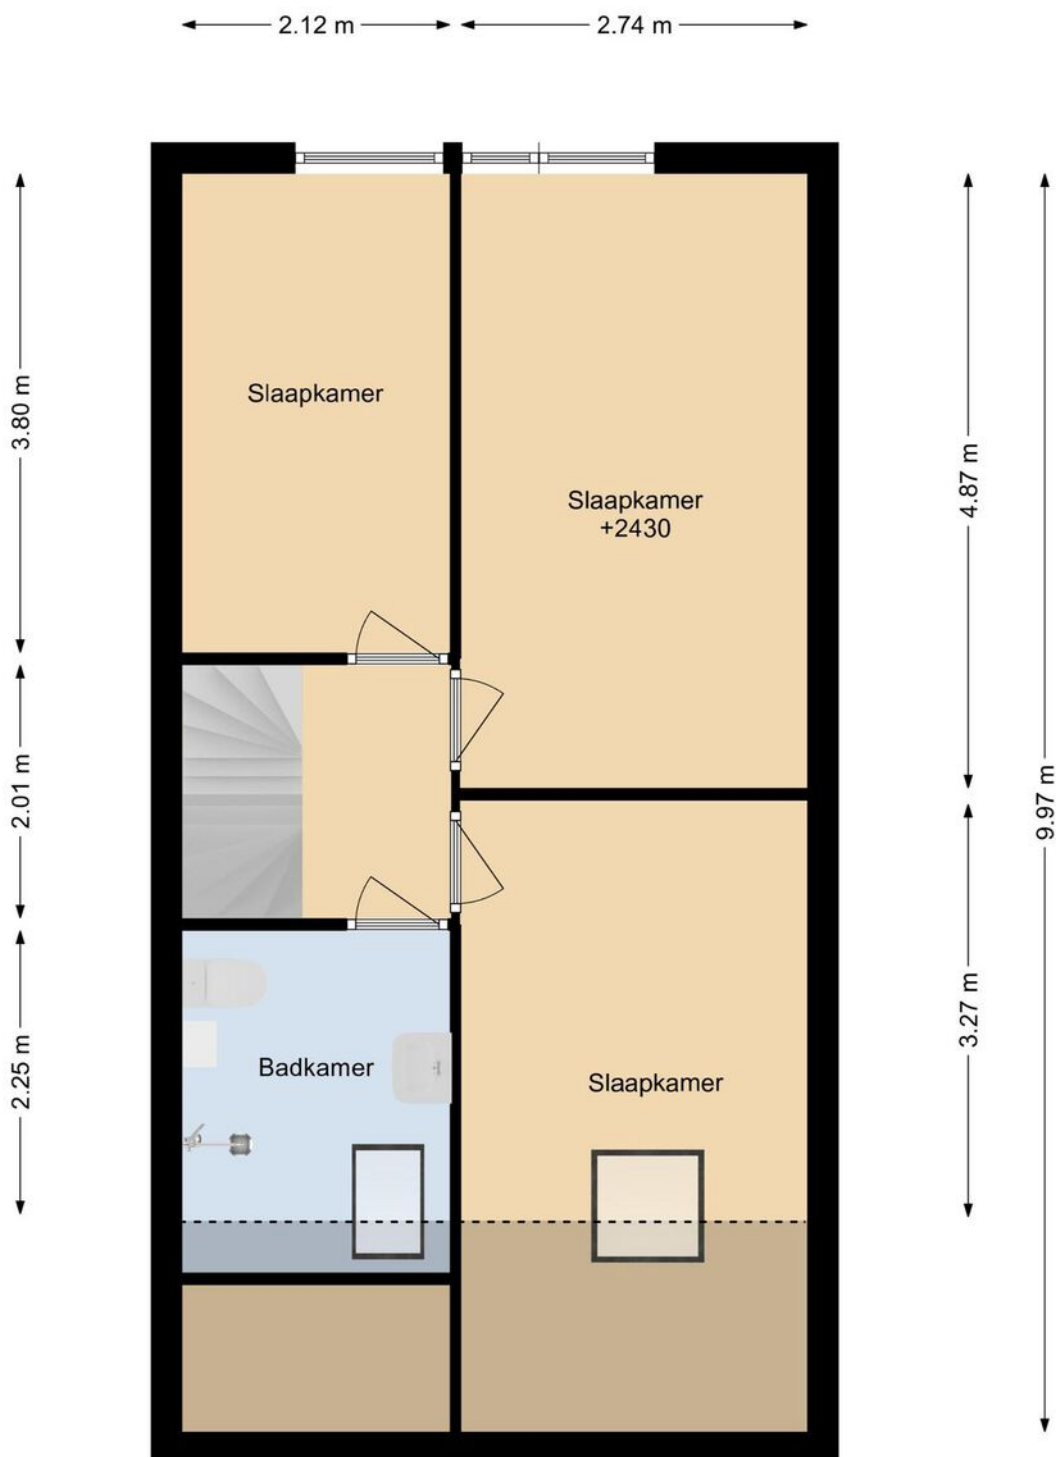 2.12 m
2.74 m
3.80 m
Slaapkamer
Slaapkamer
+2430
4.87 m
2.01 m
9.97 m
2.25 m
Badkamer
Slaapkamer
3.27 m